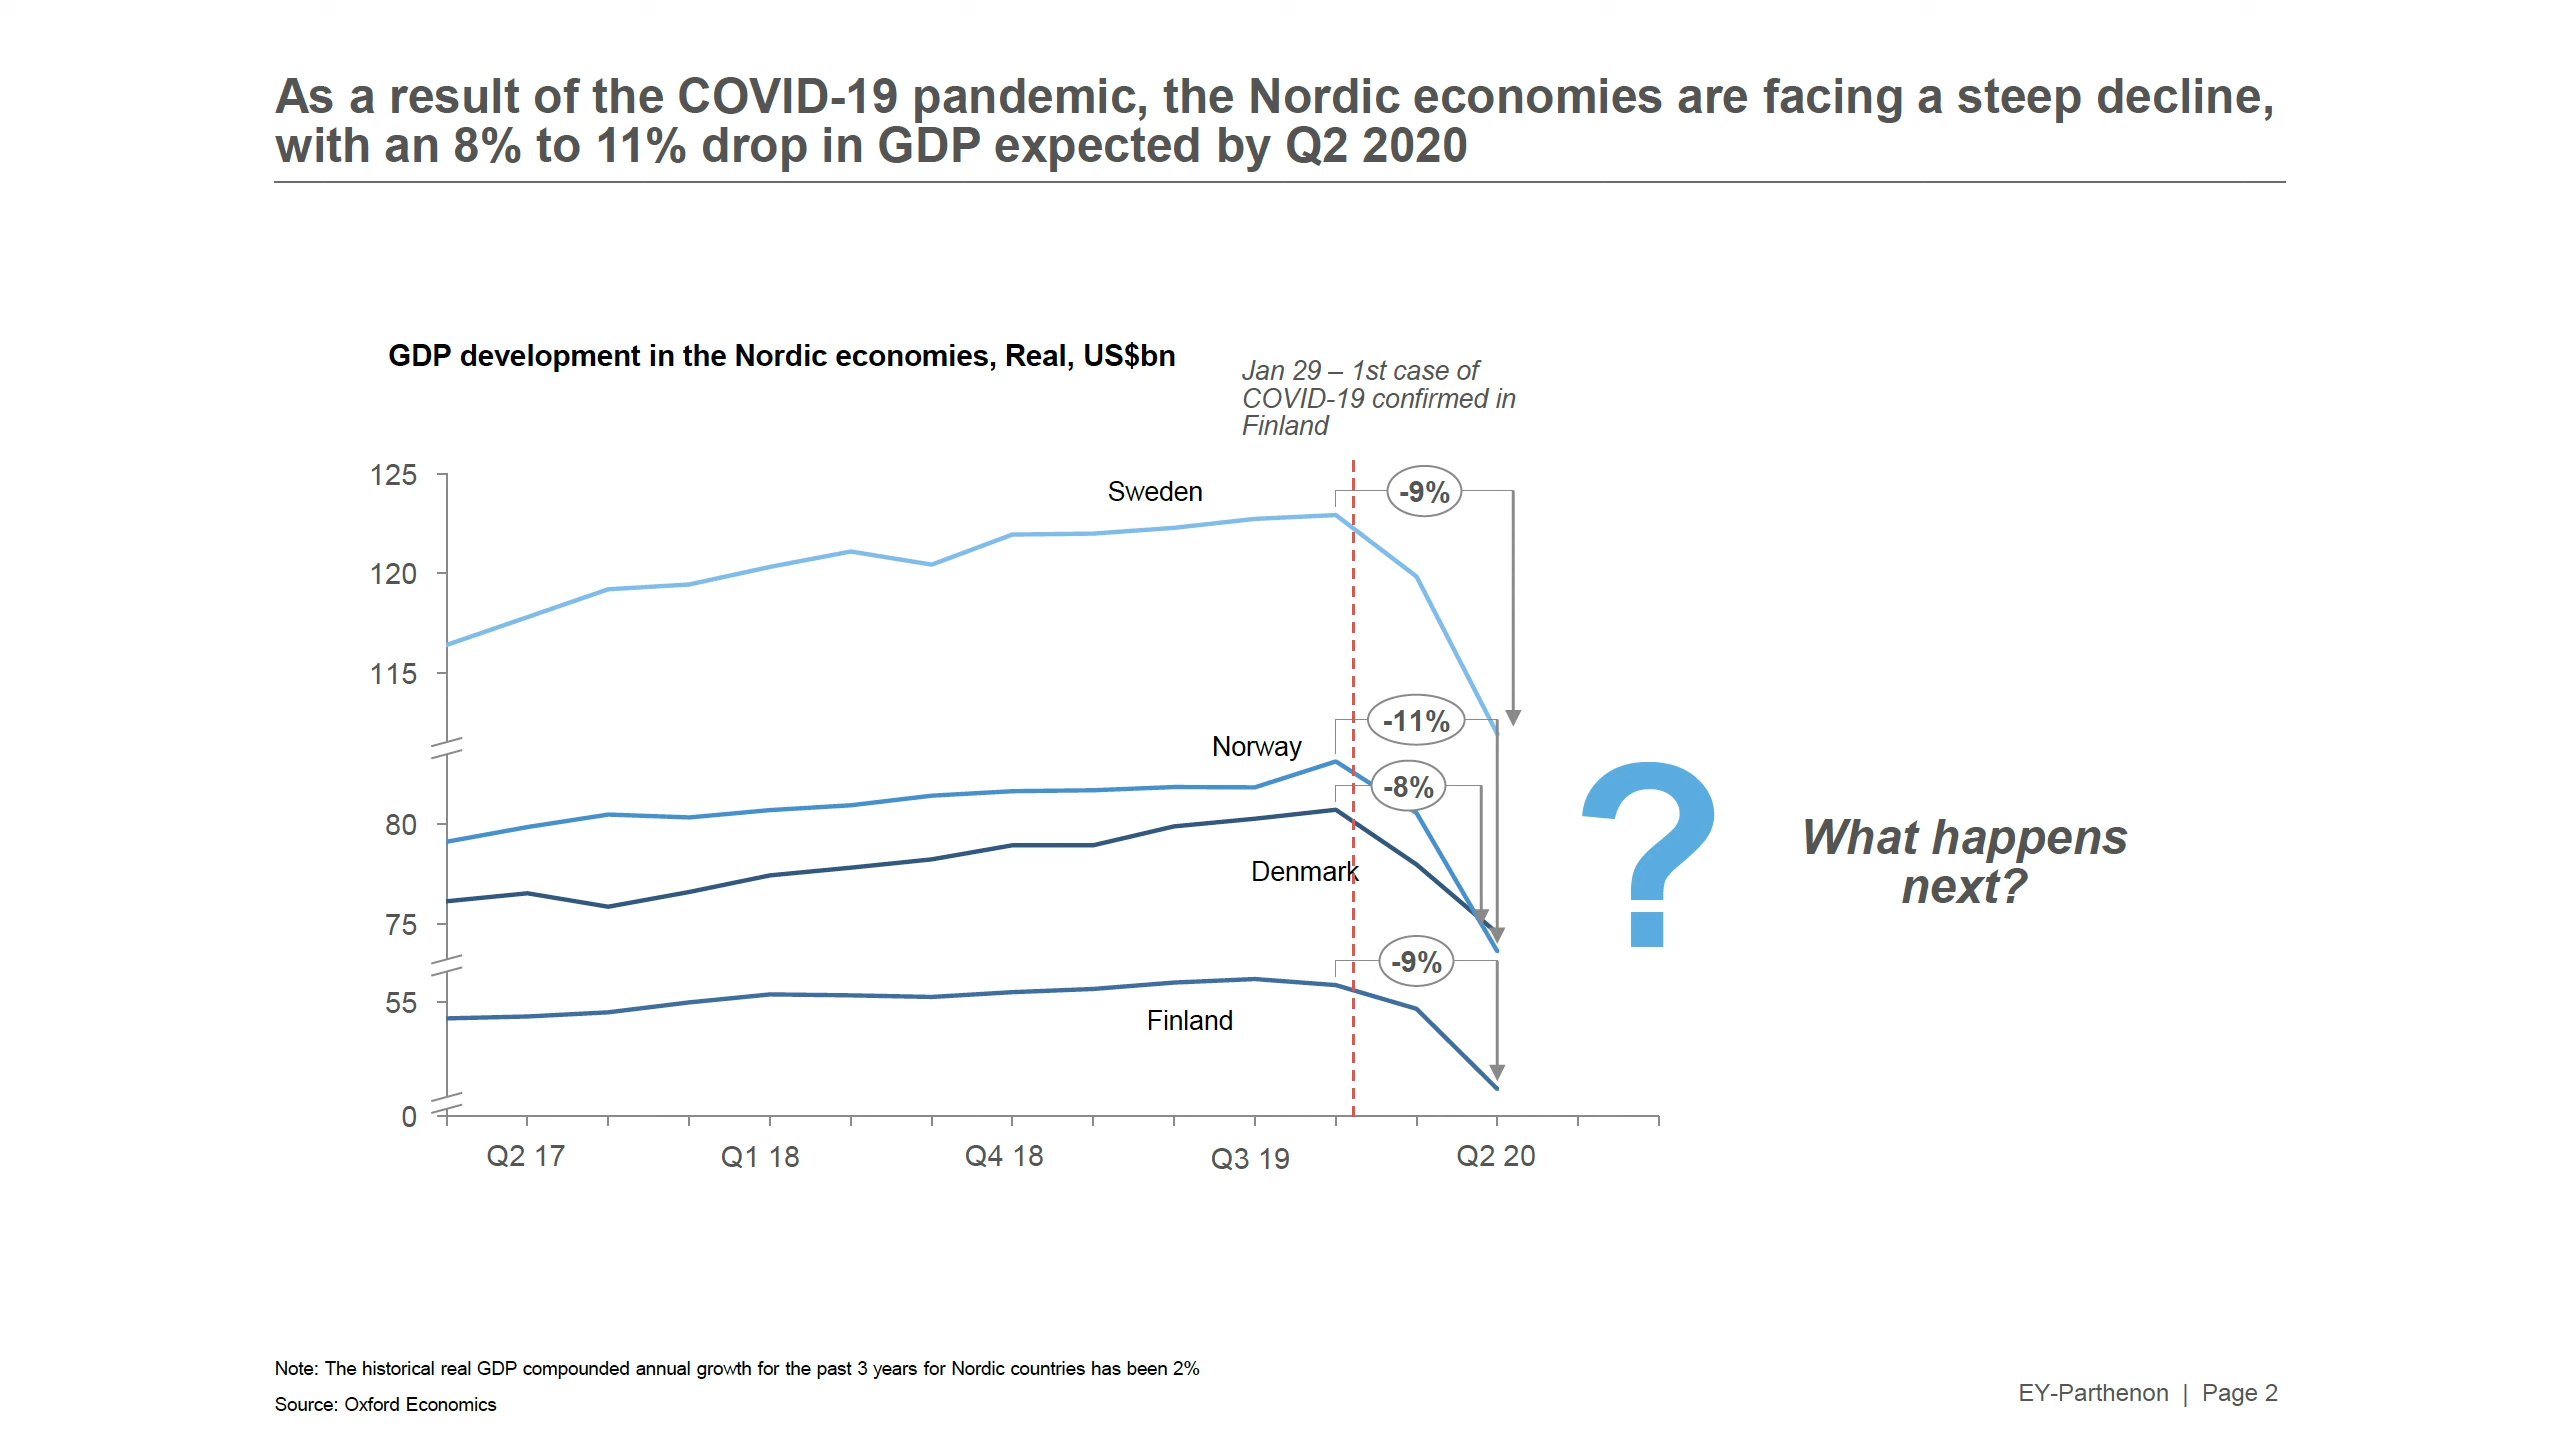 As a result of the COVID-19 pandemic, the Nordic economies are facing a steep decline,
with an 8% to 11% drop in GDP expected by Q2 2020
GDP development in the Nordic economies, Real, US$bn
Jan 29 – 1st case of
COVID-19 confirmed in
Finland
125
120
115
80
75
55
0
Sweden
-9%
Norway
-11%
-8%
Denmark
-9%
Finland
Q2 17
Q1 18
Q4 18
Q3 19
Q2 20
?
What happens
next?
Note: The historical real GDP compounded annual growth for the past 3 years for Nordic countries has been 2%
Source: Oxford Economics
EY-Parthenon | Page 2